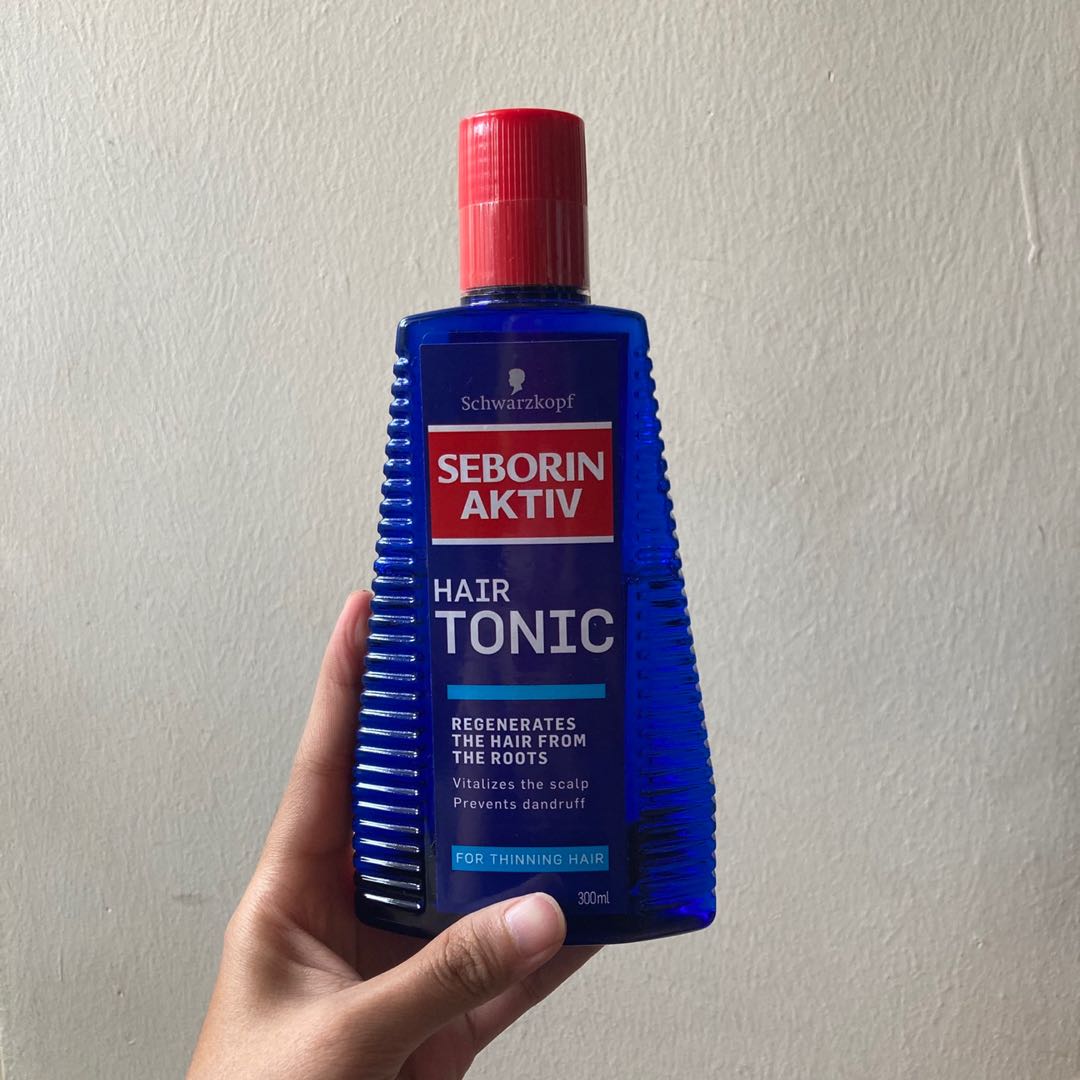 Schwarzkopf
SEBORIN
AKTIV
HAIR
TONIC
REGENERATES
THE HAIR FROM
THE ROOTS
Vitalizes the scalp
Prevents dandruff
FOR THINNING HAIR
300ml